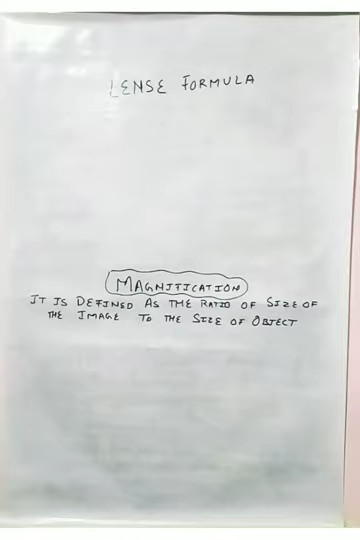 LENSE FORMULA
MAGNIFICATION
IT IS DEFINED AS THE RATIO OF SIZE OF
THE IMAGE TO THE SIZE OF OBJECT